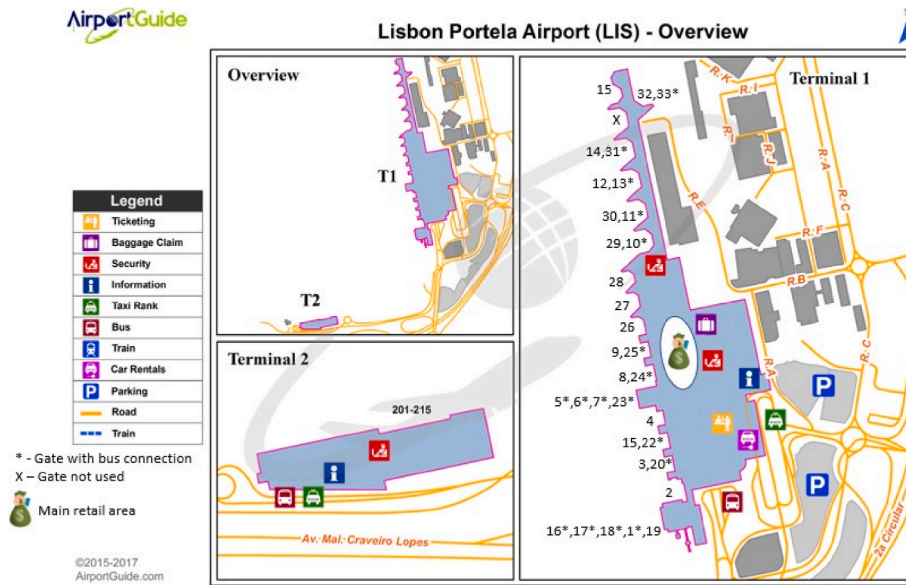 AirportGuide
Lisbon Portela Airport (LIS) - Overview
Overview
T1
T2
Legend
Ticketing
Baggage Claim
Security
Information
Taxi Rank
Bus
Train
Car Rentals
P
Parking
Road
Train
* - Gate with bus connection
X – Gate not used
Main retail area
©2015-2017
AirportGuide.com
Terminal 2
201-215
Av. Mal. Craveiro Lopes
Terminal 1
15
32,33*
X
14,31*
12,13*
30,11*
29,10*
28
27
26
9,25*
8,24*
5*,6*,7*,23*
4
15,22*
3,20*
2
16*,17*,18*,1*,19
R. K
R. I
R. I
R. J
R. A
R. C
R. E
R. F
R. B
R. A
R. C
P
P
2a Circular